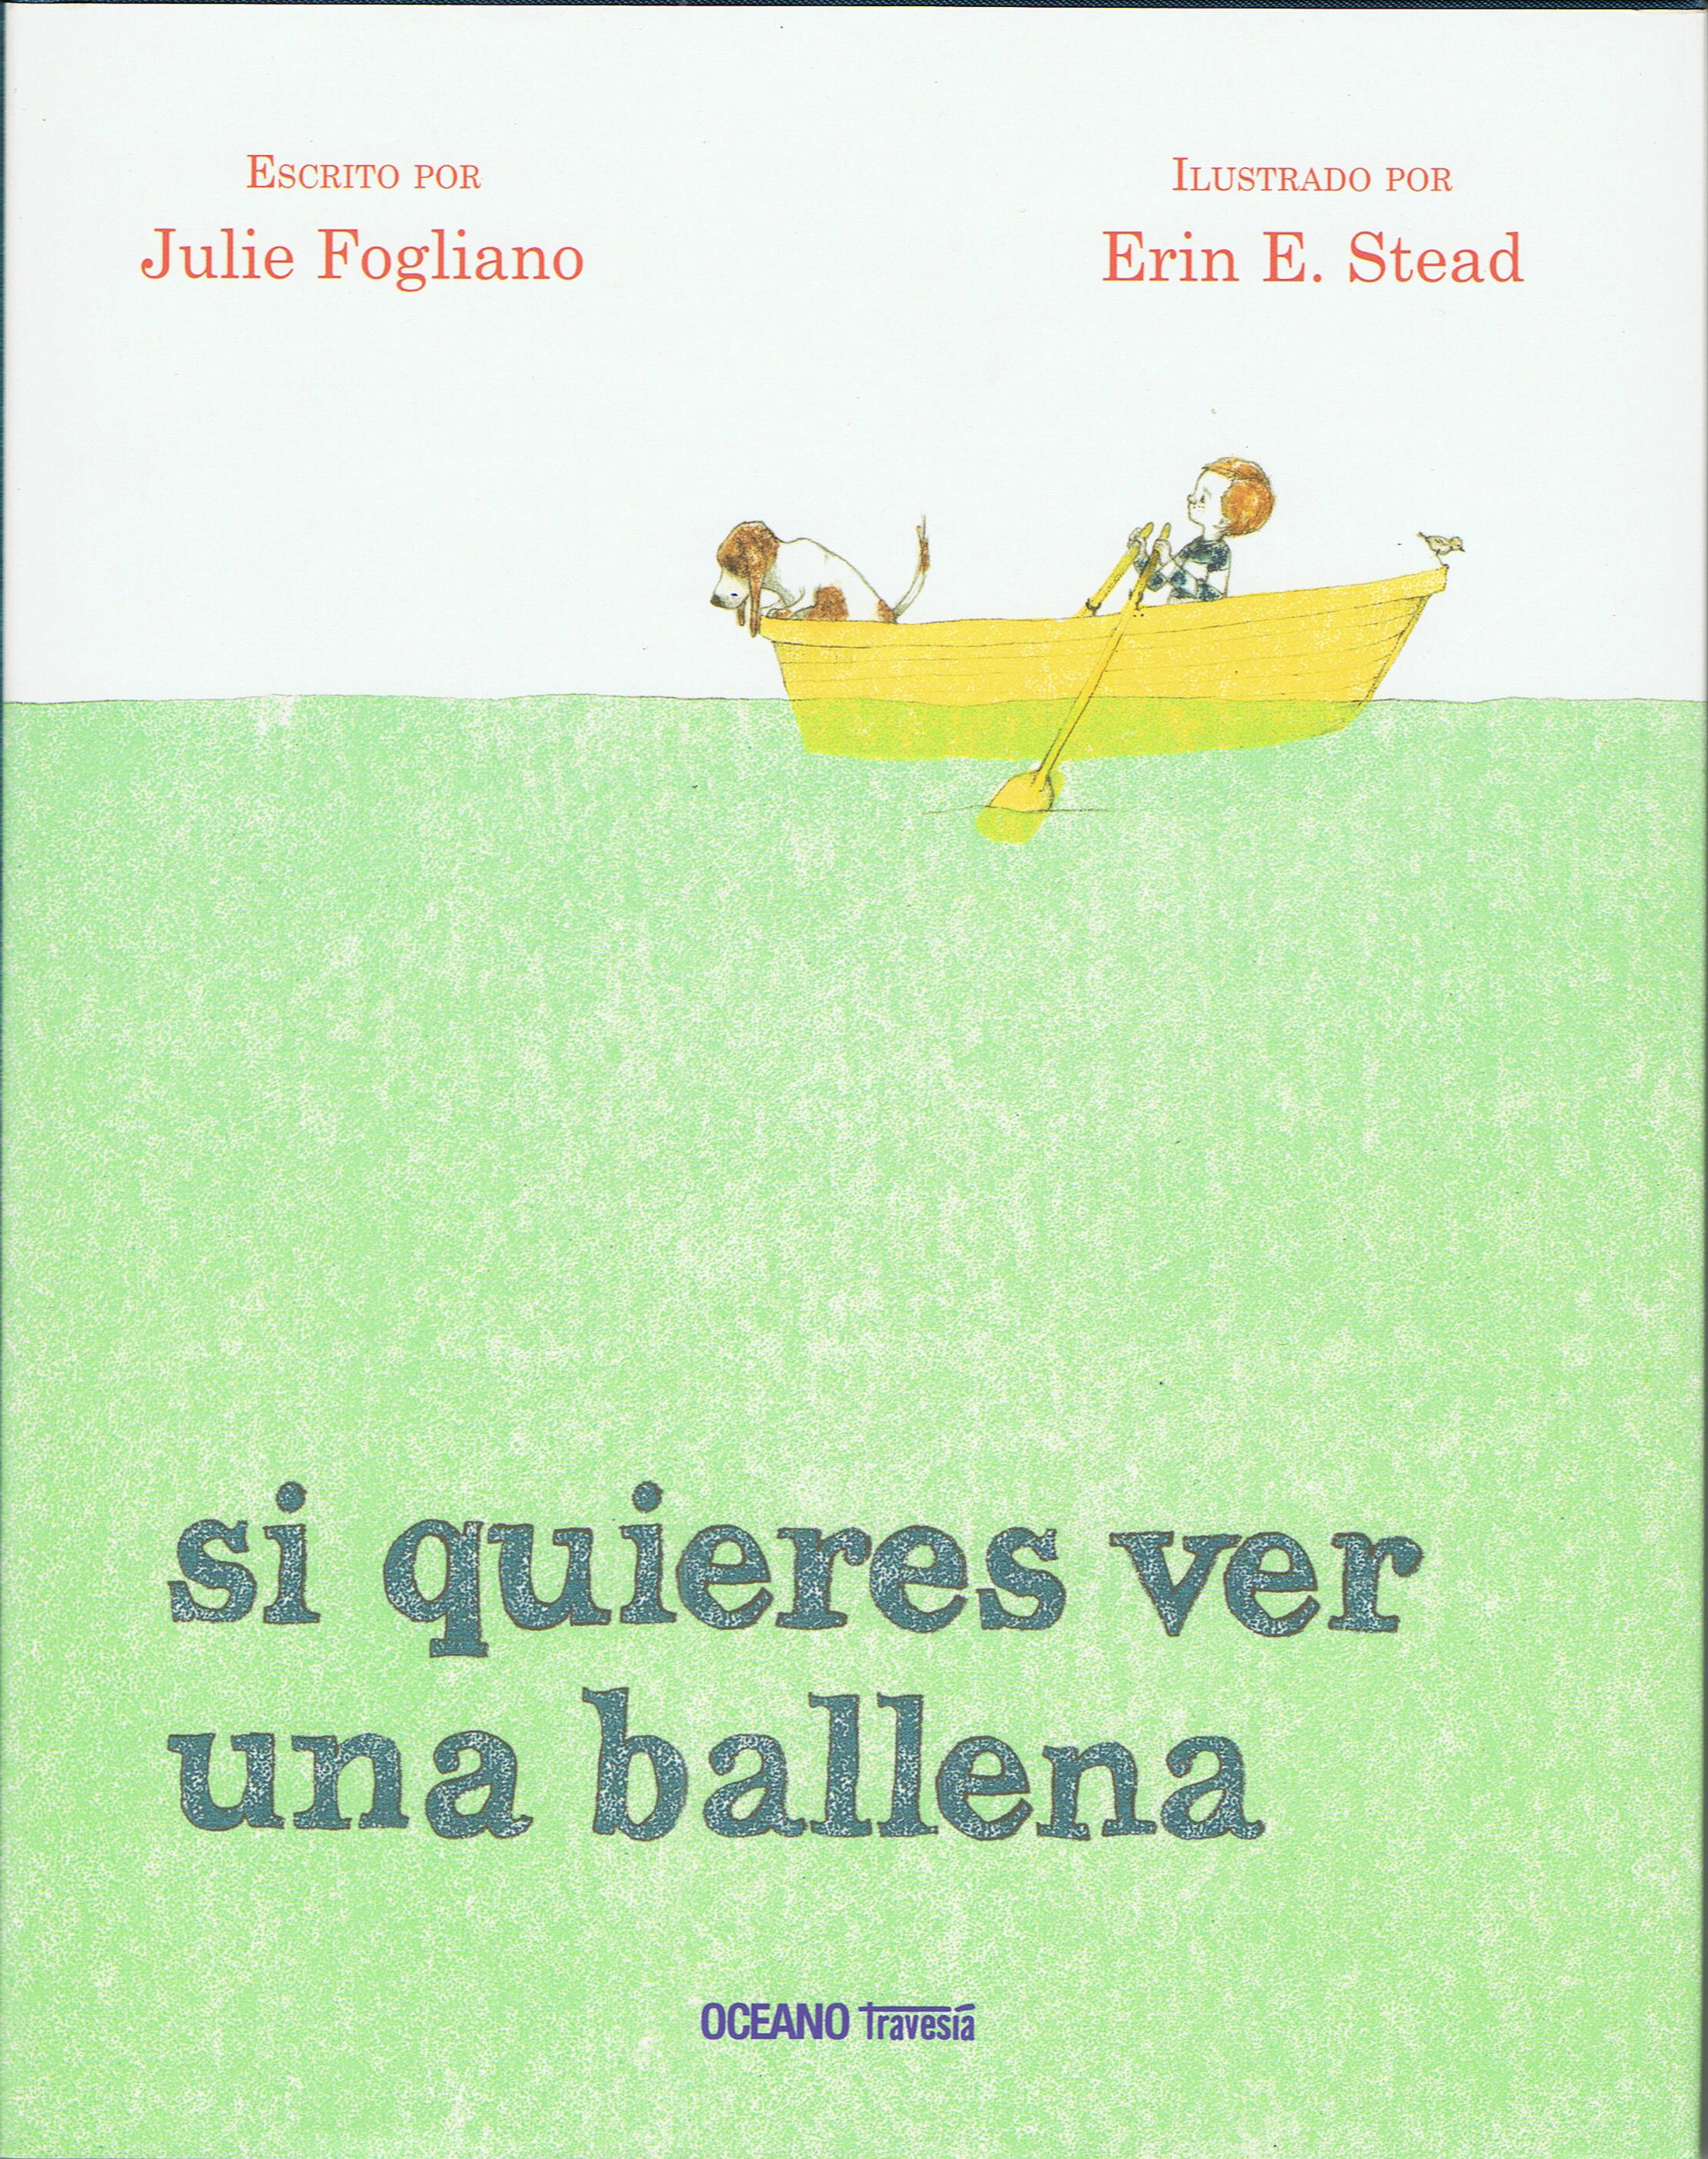 Escrito por
Julie Fogliano
Ilustrado por
Erin E. Stead
si quieres ver
una ballena
OCEANO Travesía